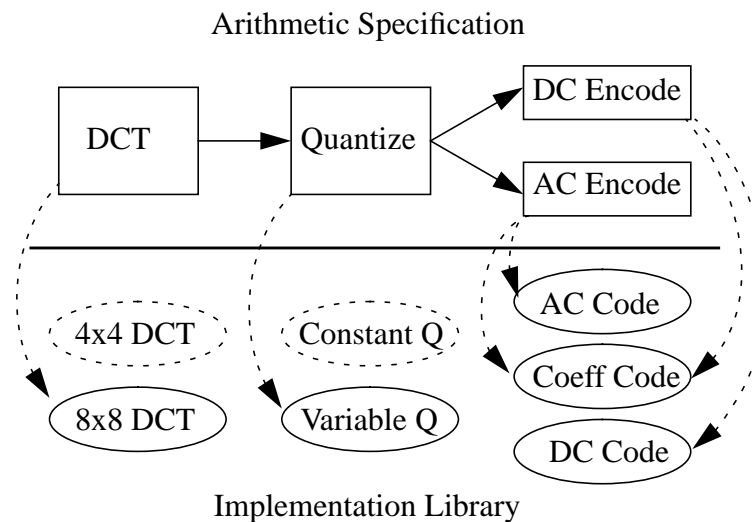 Arithmetic Specification
DCT
Quantize
DC Encode
AC Encode
4x4 DCT
Constant Q
AC Code
Coeff Code
8x8 DCT
Variable Q
DC Code
Implementation Library